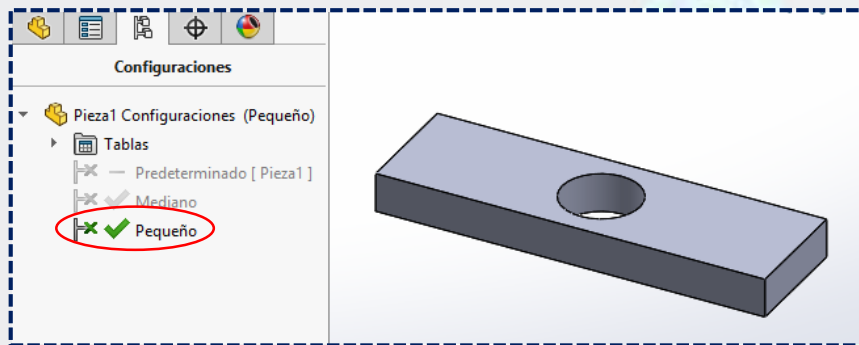 Configuraciones
Pieza1 Configuraciones (Pequeño)
Tablas
Predeterminado [ Pieza1 ]
Mediano
Pequeño